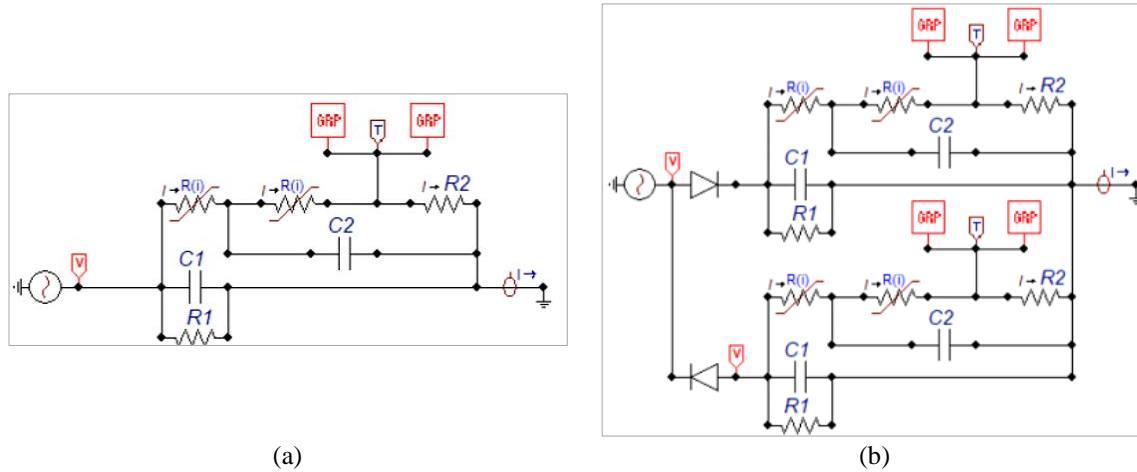 GRP T GRP
I→R(i) I→R(i) I→R2
C2
V C1 I→
R1
(a)
GRP T GRP
I→R(i) I→R(i) I→R2
C2
V C1 I→
R1
GRP T GRP
I→R(i) I→R(i) I→R2
C2
V C1
R1
(b)